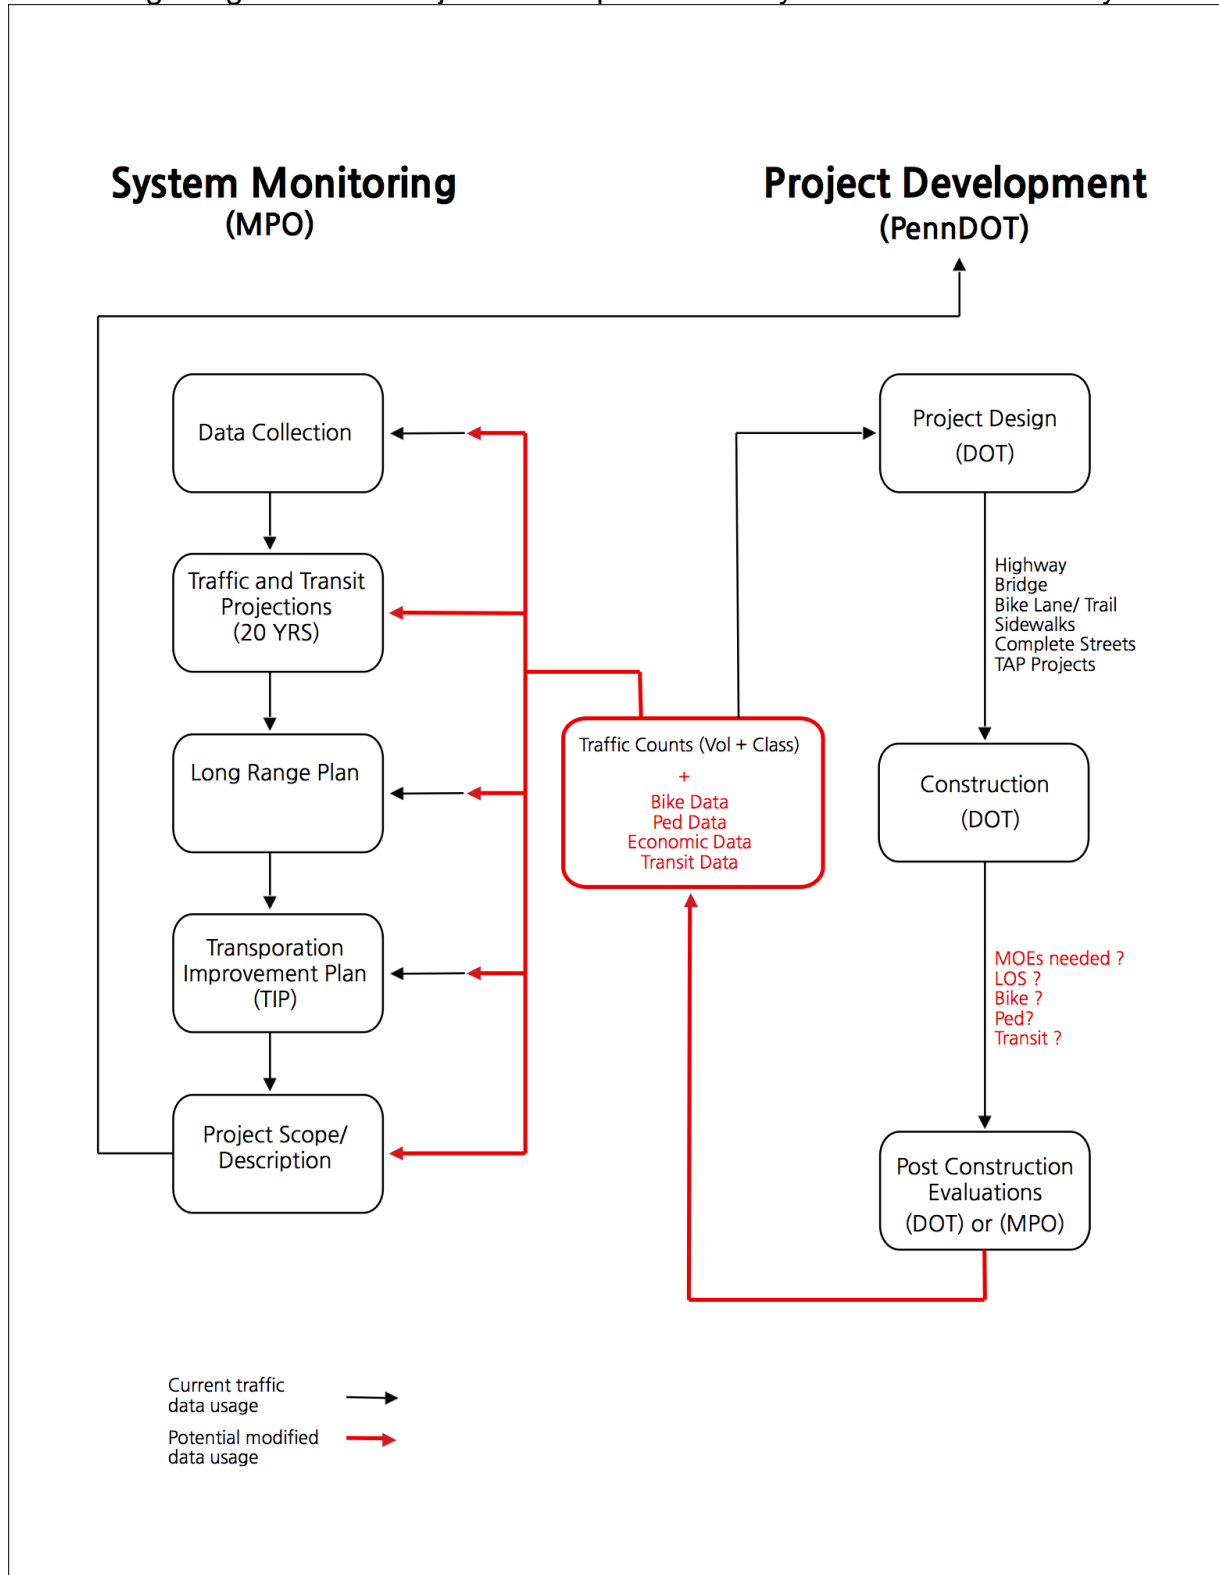 System Monitoring
(MPO)
Project Development
(PennDOT)
Data Collection
Traffic and Transit
Projections
(20 YRS)
Long Range Plan
Transporation
Improvement Plan
(TIP)
Project Scope/
Description
Traffic Counts (Vol + Class)
+
Bike Data
Ped Data
Economic Data
Transit Data
Project Design
(DOT)
Highway
Bridge
Bike Lane/ Trail
Sidewalks
Complete Streets
TAP Projects
Construction
(DOT)
MOEs needed ?
LOS ?
Bike ?
Ped?
Transit ?
Post Construction
Evaluations
(DOT) or (MPO)
Current traffic
data usage
Potential modified
data usage